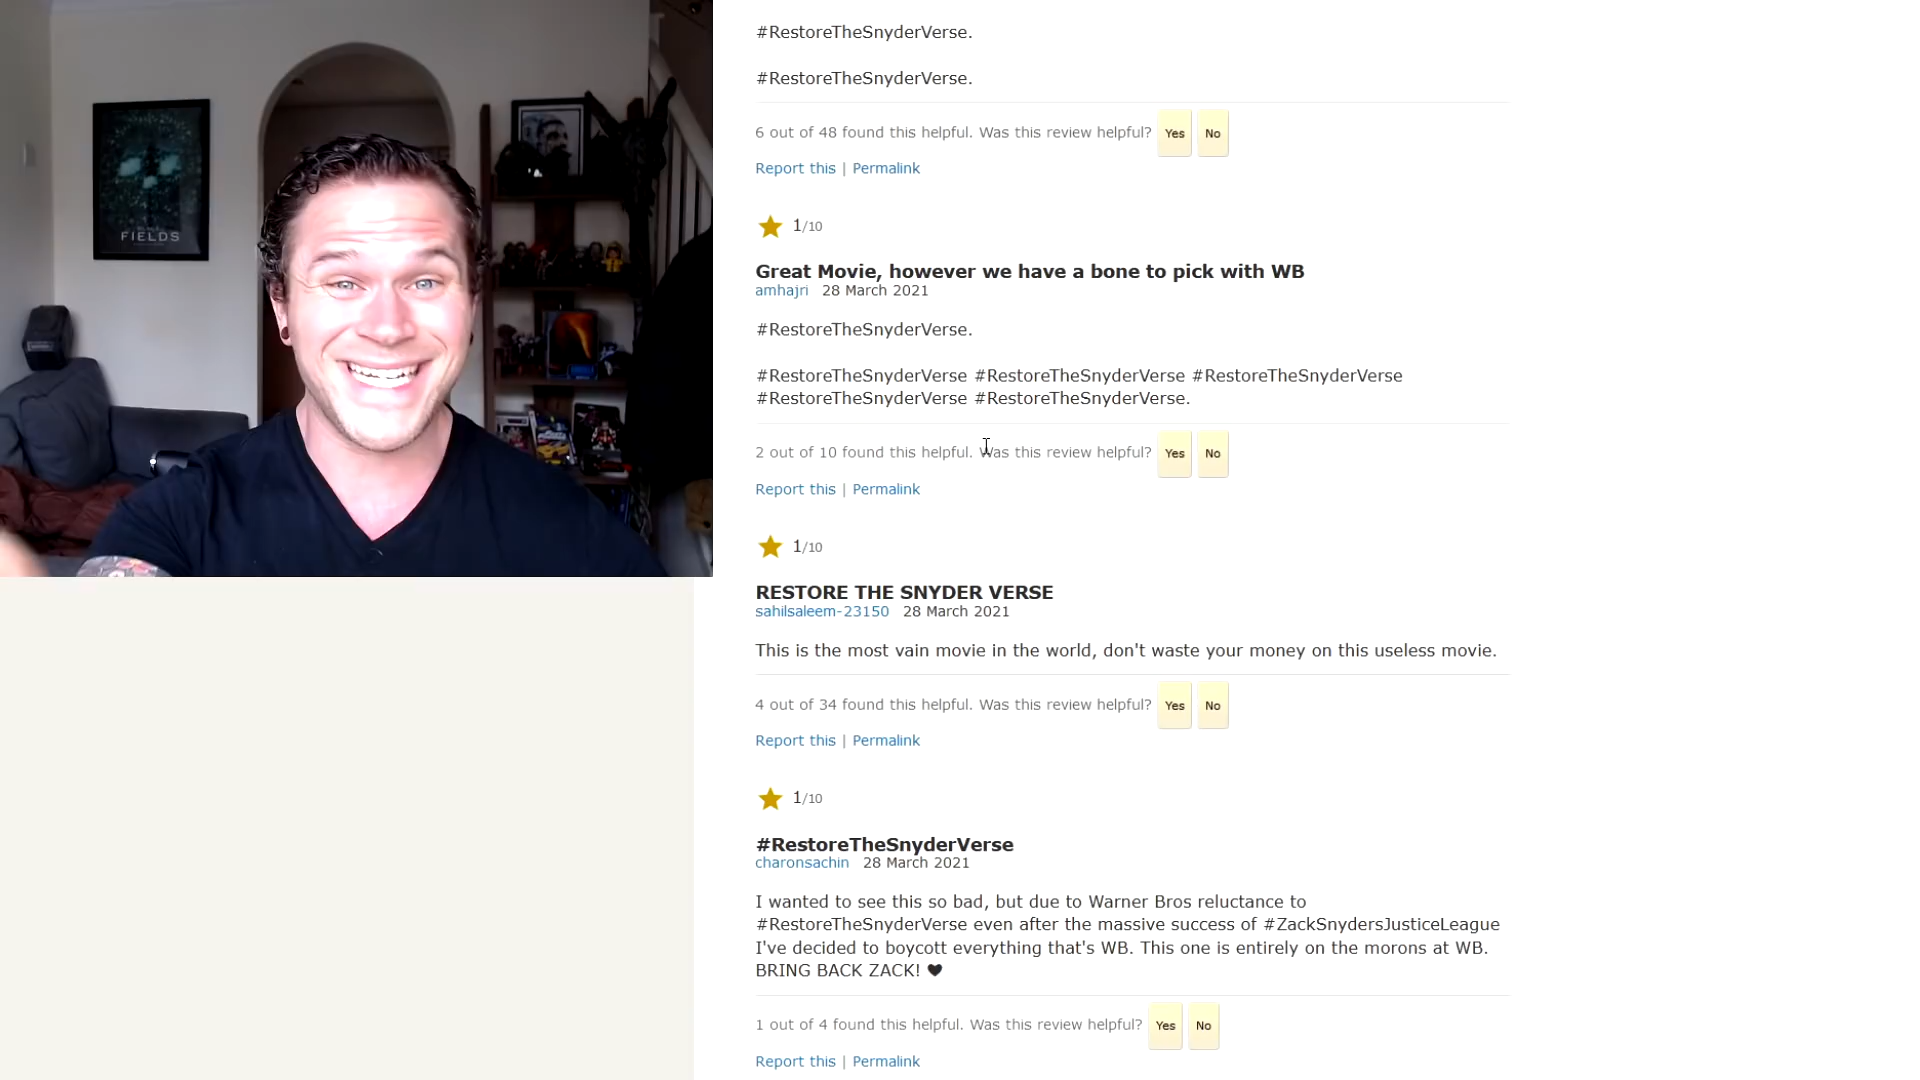 FIELDS
#RestoreTheSnyderVerse.
#RestoreTheSnyderVerse.
6 out of 48 found this helpful. Was this review helpful? Yes No
Report this | Permalink
1/10
Great Movie, however we have a bone to pick with WB
amhajri 28 March 2021
#RestoreTheSnyderVerse.
#RestoreTheSnyderVerse #RestoreTheSnyderVerse #RestoreTheSnyderVerse
#RestoreTheSnyderVerse #RestoreTheSnyderVerse.
2 out of 10 found this helpful. Was this review helpful? Yes No
Report this | Permalink
1/10
RESTORE THE SNYDER VERSE
sahilsaleem-23150 28 March 2021
This is the most vain movie in the world, don't waste your money on this useless movie.
4 out of 34 found this helpful. Was this review helpful? Yes No
Report this | Permalink
1/10
#RestoreTheSnyderVerse
charonsachin 28 March 2021
I wanted to see this so bad, but due to Warner Bros reluctance to
#RestoreTheSnyderVerse even after the massive success of #ZackSnydersJusticeLeague
I've decided to boycott everything that's WB. This one is entirely on the morons at WB.
BRING BACK ZACK! ♥
1 out of 4 found this helpful. Was this review helpful? Yes No
Report this | Permalink